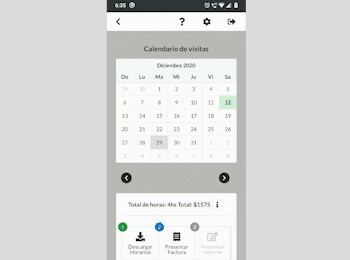 6:35
?
Calendario de visitas
Diciembre 2020
Do Lu Ma Mi Ju Vi Sa
29 30 1 2 3 4 5
6 7 8 9 10 11 12
13 14 15 16 17 18 19
20 21 22 23 24 25 26
27 28 29 30 31 1 2
3 4 5 6 7 8 9
Total de horas: 4hs Total: $1575 i
1 2 3
Descargar Presentar Presentar
Horarios Factura Informe